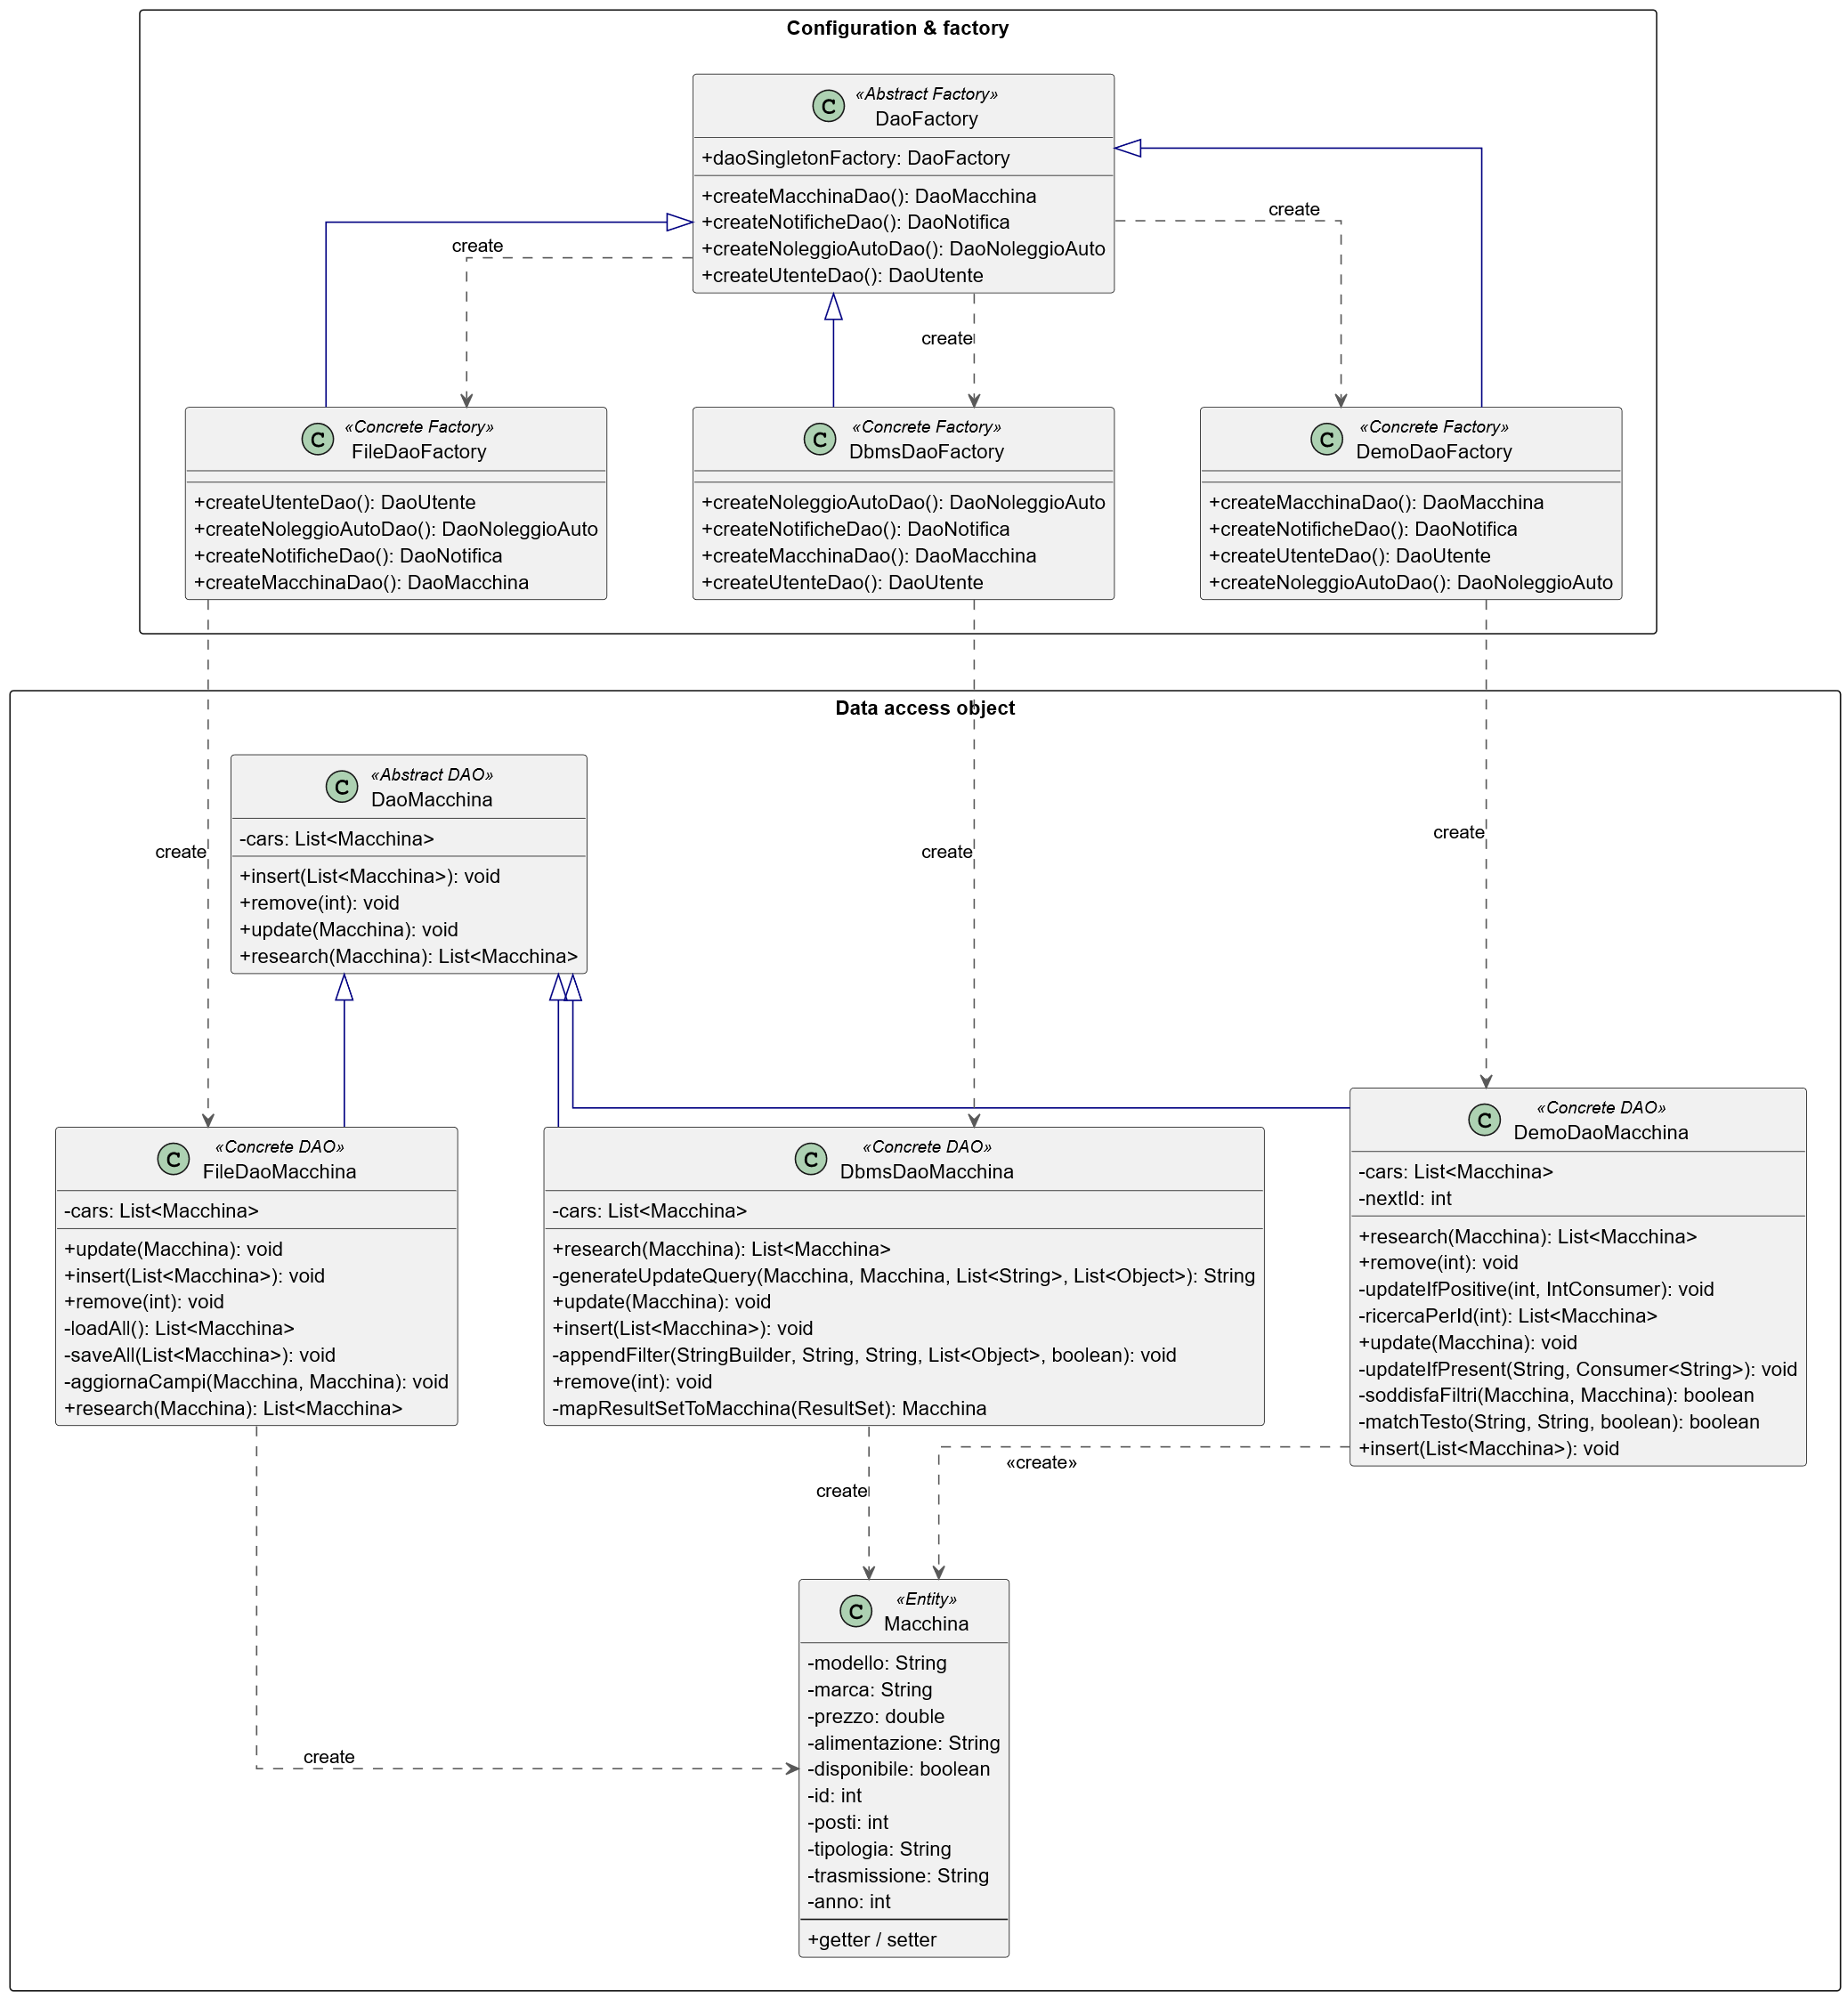 Configuration & factory
C
«Abstract Factory»
DaoFactory
+daoSingletonFactory: DaoFactory
+createMacchinaDao(): DaoMacchina
+createNotificheDao(): DaoNotifica
+createNoleggioAutoDao(): DaoNoleggioAuto
+createUtenteDao(): DaoUtente
create
create
create
C
«Concrete Factory»
FileDaoFactory
+createUtenteDao(): DaoUtente
+createNoleggioAutoDao(): DaoNoleggioAuto
+createNotificheDao(): DaoNotifica
+createMacchinaDao(): DaoMacchina
C
«Concrete Factory»
DbmsDaoFactory
+createNoleggioAutoDao(): DaoNoleggioAuto
+createNotificheDao(): DaoNotifica
+createMacchinaDao(): DaoMacchina
+createUtenteDao(): DaoUtente
C
«Concrete Factory»
DemoDaoFactory
+createMacchinaDao(): DaoMacchina
+createNotificheDao(): DaoNotifica
+createUtenteDao(): DaoUtente
+createNoleggioAutoDao(): DaoNoleggioAuto
Data access object
C
«Abstract DAO»
DaoMacchina
-cars: List<Macchina>
+insert(List<Macchina>): void
+remove(int): void
+update(Macchina): void
+research(Macchina): List<Macchina>
create
create
create
C
«Concrete DAO»
FileDaoMacchina
-cars: List<Macchina>
+update(Macchina): void
+insert(List<Macchina>): void
+remove(int): void
-loadAll(): List<Macchina>
-saveAll(List<Macchina>): void
-aggiornaCampi(Macchina, Macchina): void
+research(Macchina): List<Macchina>
C
«Concrete DAO»
DbmsDaoMacchina
-cars: List<Macchina>
+research(Macchina): List<Macchina>
-generateUpdateQuery(Macchina, Macchina, List<String>, List<Object>): String
+update(Macchina): void
+insert(List<Macchina>): void
-appendFilter(StringBuilder, String, String, List<Object>, boolean): void
+remove(int): void
-mapResultSetToMacchina(ResultSet): Macchina
C
«Concrete DAO»
DemoDaoMacchina
-cars: List<Macchina>
-nextId: int
+research(Macchina): List<Macchina>
+remove(int): void
-updateIfPositive(int, IntConsumer): void
-ricercaPerId(int): List<Macchina>
+update(Macchina): void
-updateIfPresent(String, Consumer<String>): void
-soddisfaFiltri(Macchina, Macchina): boolean
-matchTesto(String, String, boolean): boolean
+insert(List<Macchina>): void
create
«create»
create
C
«Entity»
Macchina
-modello: String
-marca: String
-prezzo: double
-alimentazione: String
-disponibile: boolean
-id: int
-posti: int
-tipologia: String
-trasmissione: String
-anno: int
+getter / setter